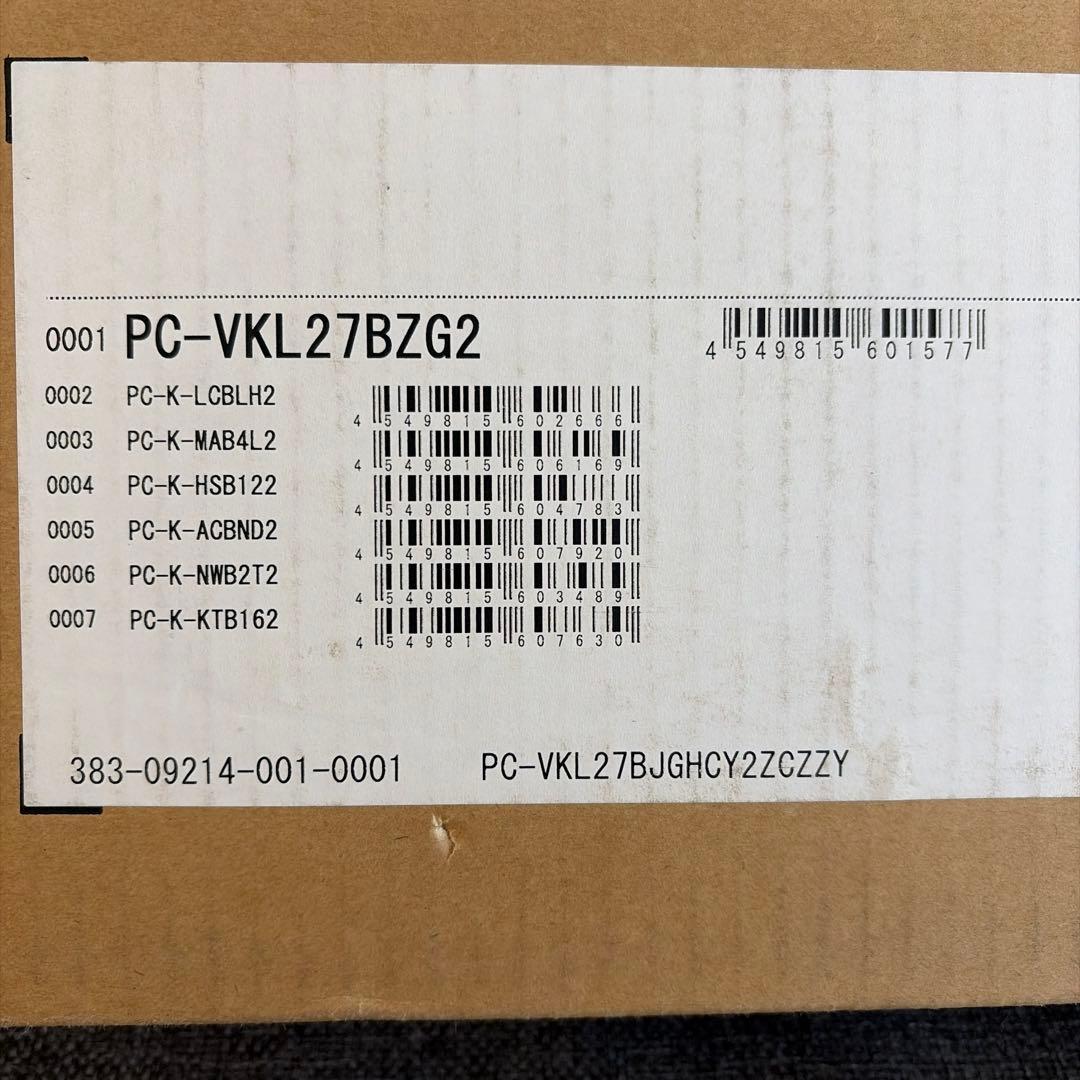 0001 PC-VKL27BZG2 4 549815 601577
0002 PC-K-LCBLH2 4 549815 602666
0003 PC-K-MAB4L2 4 549815 606169
0004 PC-K-HSB122 4 549815 604783
0005 PC-K-ACBND2 4 549815 607920
0006 PC-K-NWB2T2 4 549815 603489
0007 PC-K-KTB162 4 549815 607630
383-09214-001-0001 PC-VKL27BJGHCY2ZCZZY